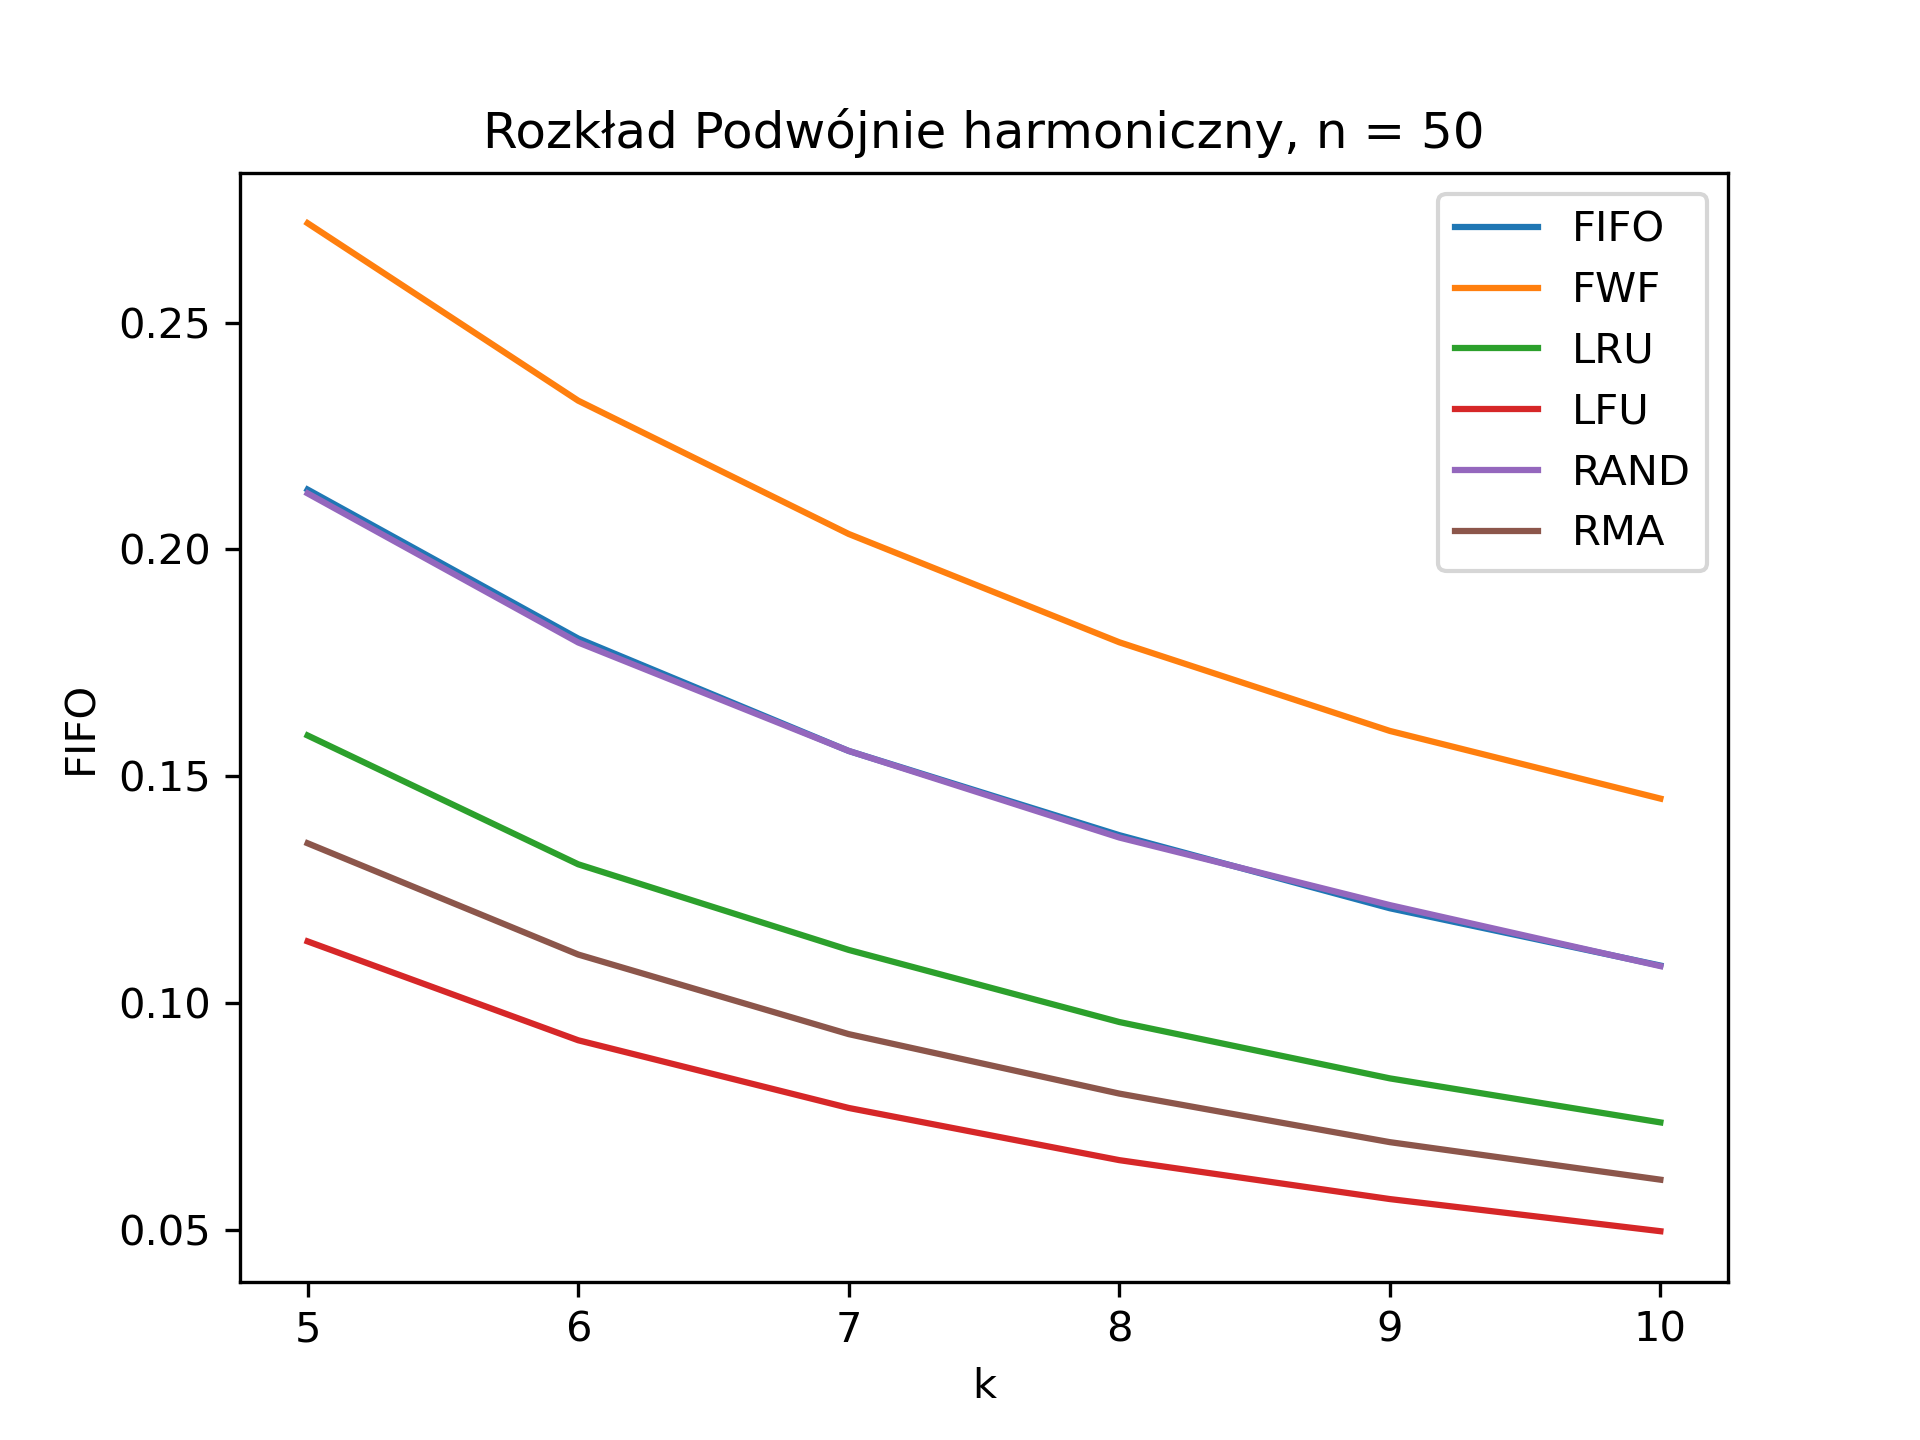 Rozkład Podwójnie harmoniczny, n = 50
FIFO
FWF
LRU
LFU
RAND
RMA
0.25
0.20
0.15
0.10
0.05
FIFO
5 6 7 8 9 10
k